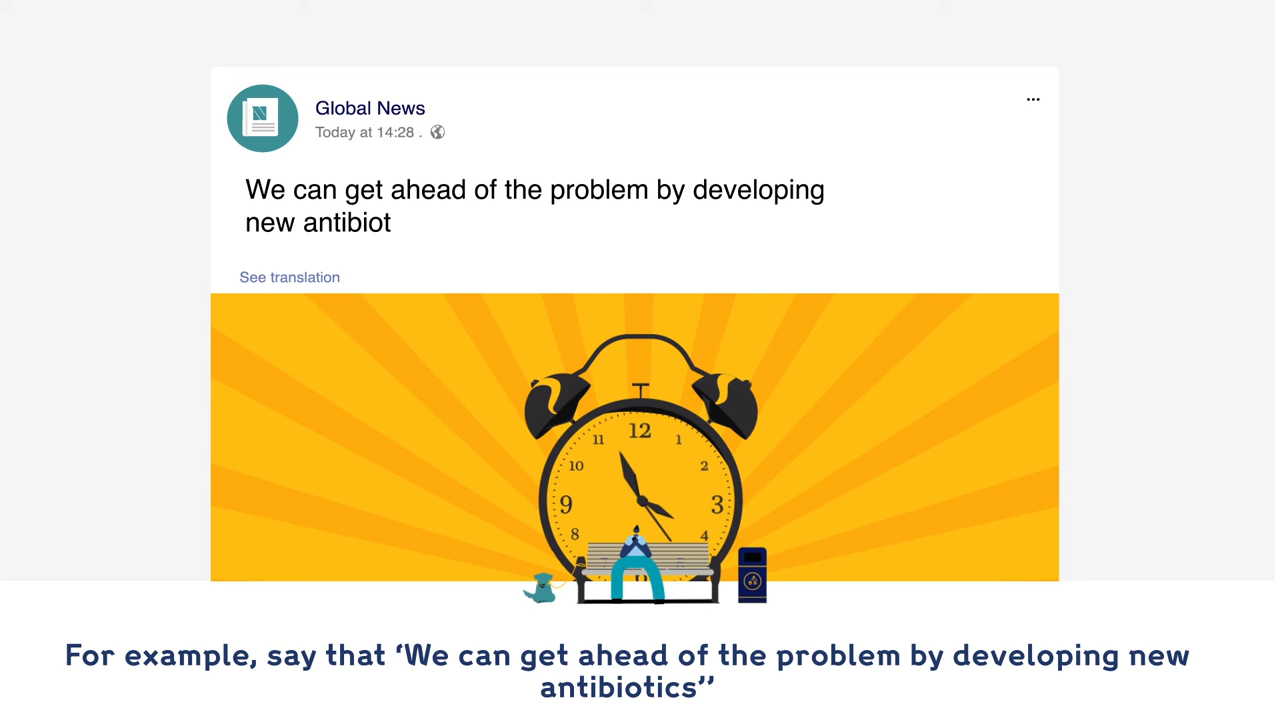 Global News
...
Today at 14:28 .
We can get ahead of the problem by developing
new antibiot
See translation
12
11
1
10
2
9
3
8
4
For example, say that ‘We can get ahead of the problem by developing new
antibiotics’’